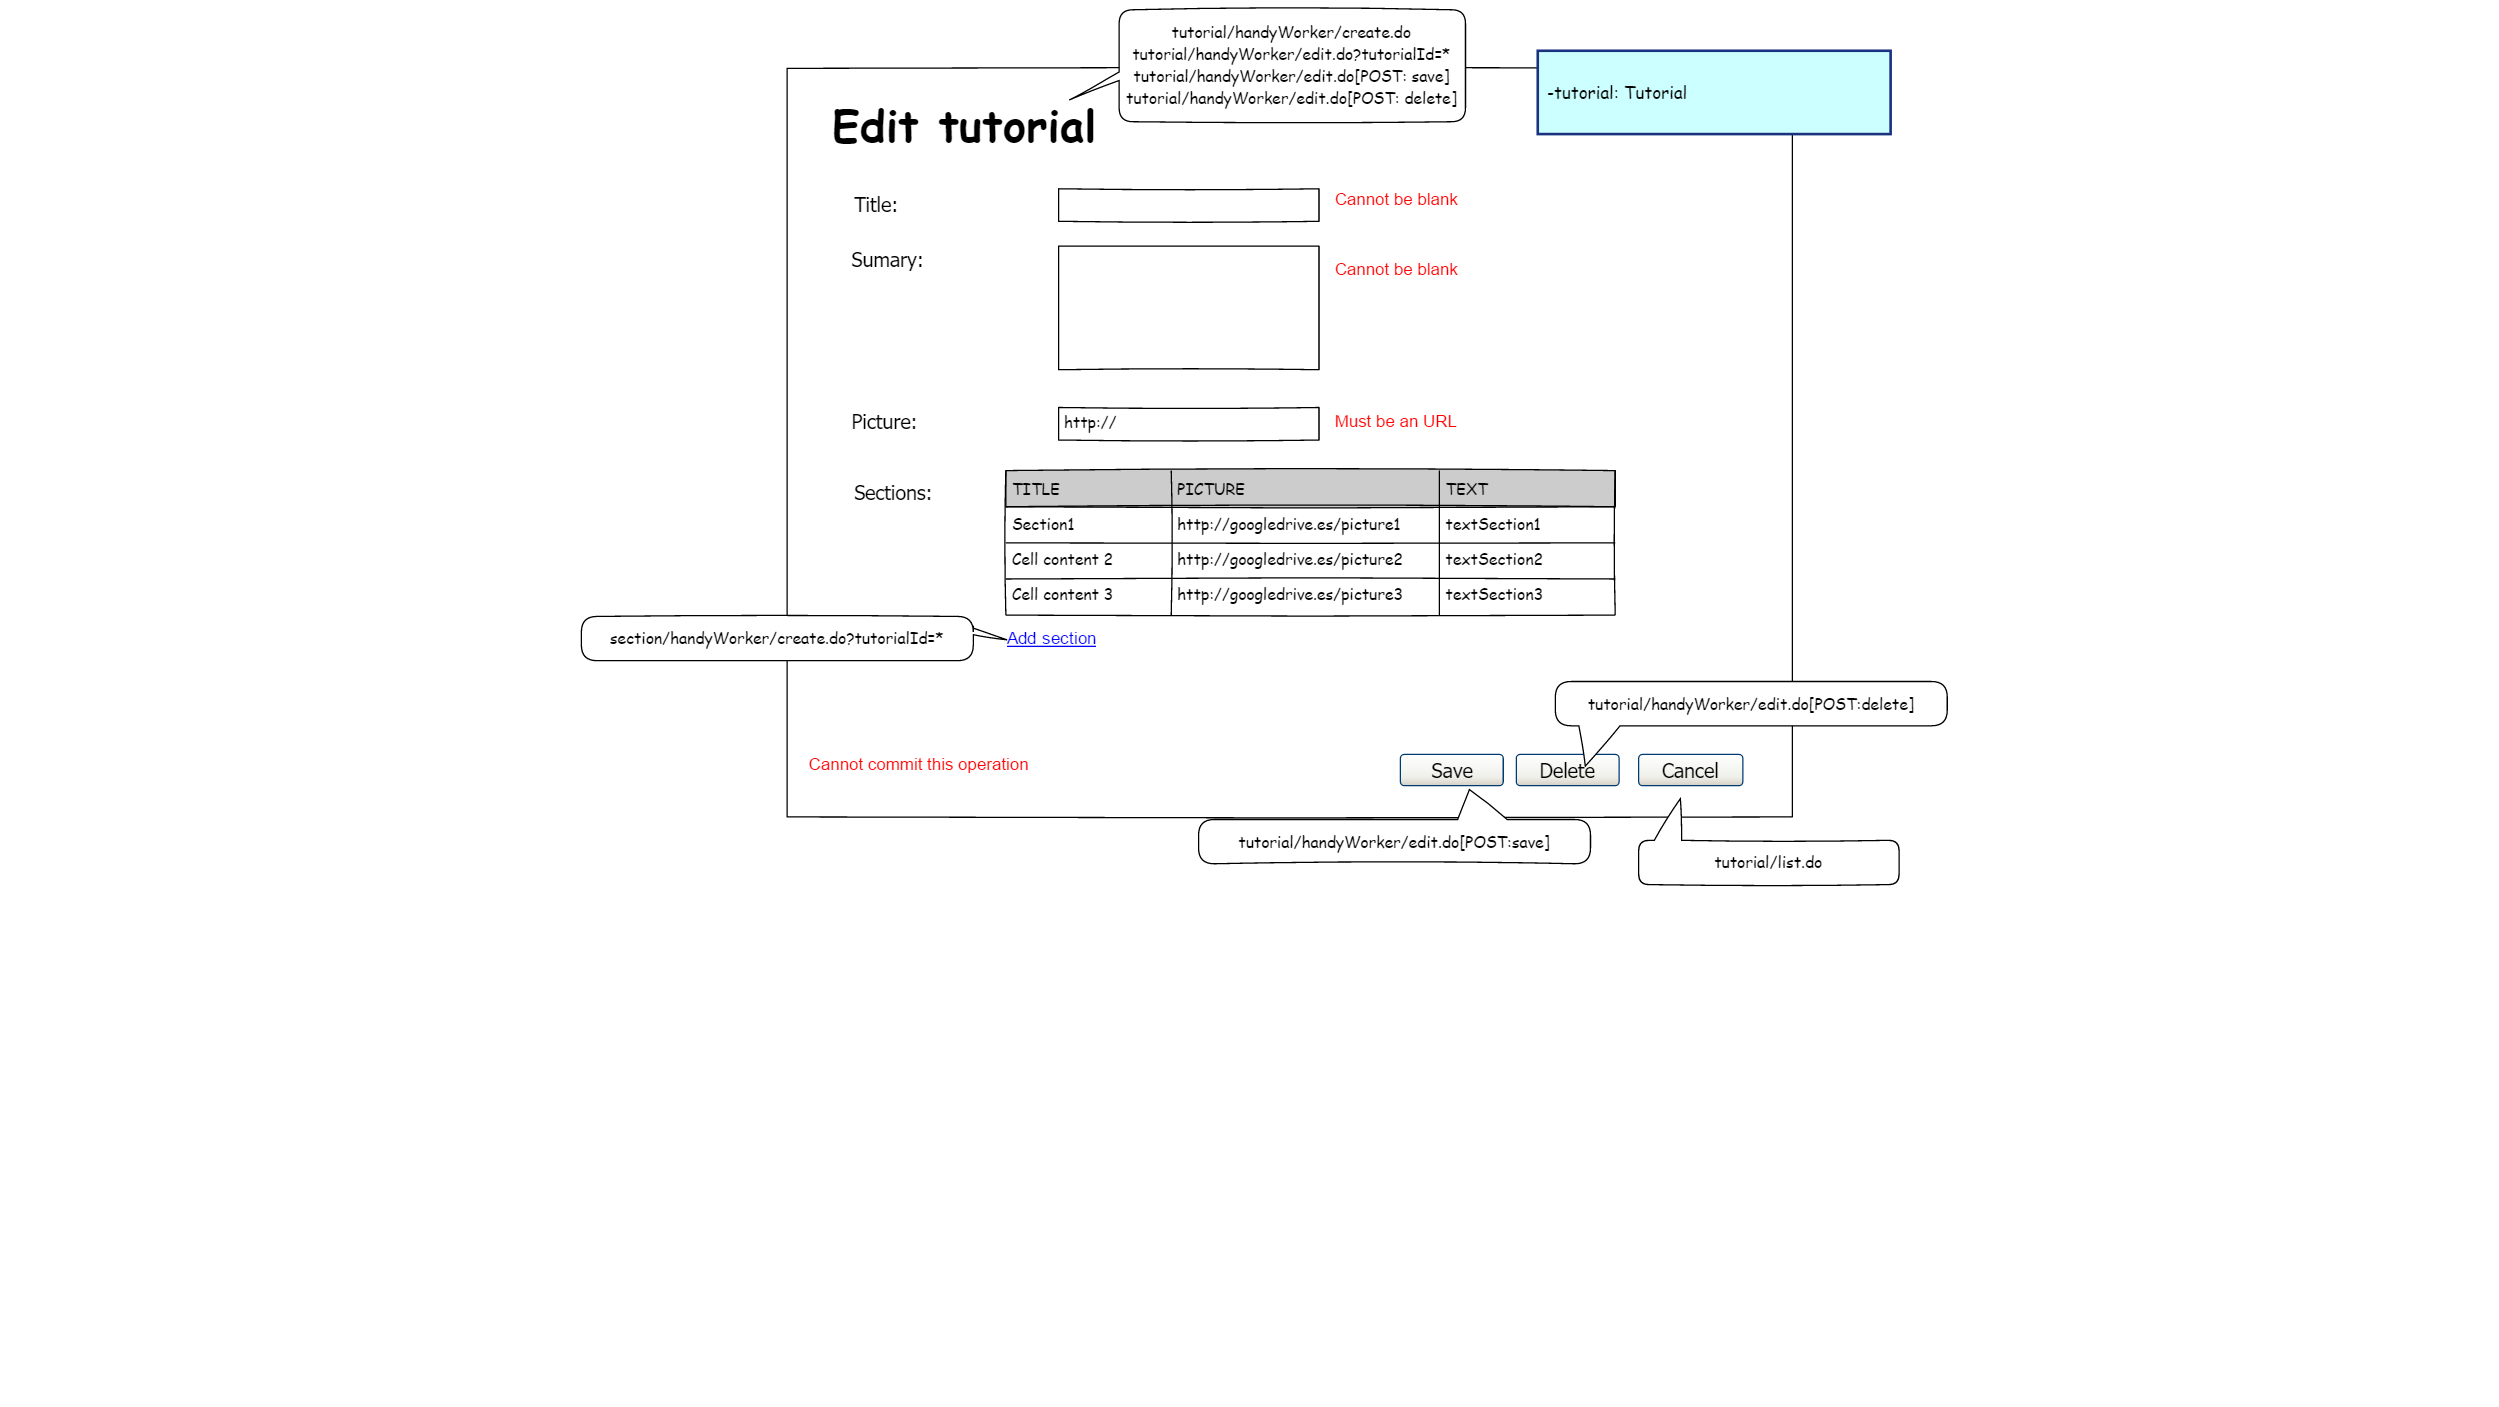 tutorial/handyWorker/create.do
tutorial/handyWorker/edit.do?tutorialId=*
tutorial/handyWorker/edit.do[POST: save]
tutorial/handyWorker/edit.do[POST: delete]
-tutorial: Tutorial
Edit tutorial
Title:
Cannot be blank
Sumary:
Cannot be blank
Picture:
http://
Must be an URL
Sections:
TITLE PICTURE TEXT
Section1 http://googledrive.es/picture1 textSection1
Cell content 2 http://googledrive.es/picture2 textSection2
Cell content 3 http://googledrive.es/picture3 textSection3
section/handyWorker/create.do?tutorialId=*
Add section
tutorial/handyWorker/edit.do[POST:delete]
Cannot commit this operation
Save Delete Cancel
tutorial/handyWorker/edit.do[POST:save]
tutorial/list.do